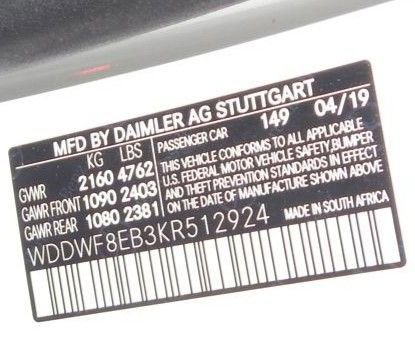 MFD BY DAIMLER AG STUTTGART
KG LBS PASSENGER CAR 149 04/19
GVWR 2160 4762 THIS VEHICLE CONFORMS TO ALL APPLICABLE
GAWR FRONT 1090 2403 U.S. FEDERAL MOTOR VEHICLE SAFETY, BUMPER
GAWR REAR 1080 2381 AND THEFT PREVENTION STANDARDS IN EFFECT
ON THE DATE OF MANUFACTURE SHOWN ABOVE
WDDWF8EB3KR512924 MADE IN SOUTH AFRICA